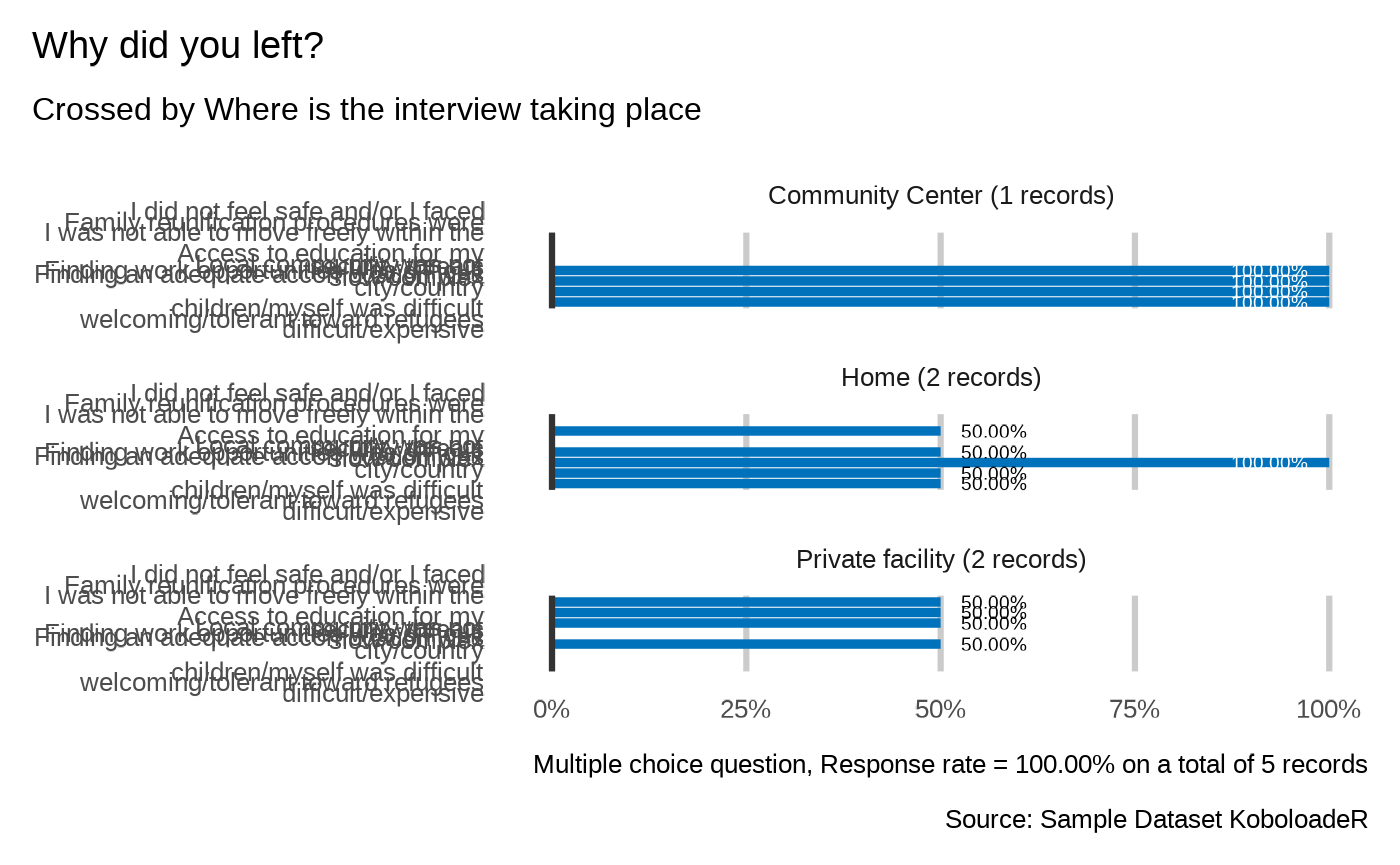 Why did you left?
Crossed by Where is the interview taking place
Community Center (1 records)
I did not feel safe and/or I faced
Family reunification procedures were
I was not able to move freely within the
Access to education for my
Local community was not
Finding work opportunities
Finding an adequate
city/country
children/myself was difficult
welcoming/tolerant toward refugees
difficult/expensive
100.00%
100.00%
100.00%
100.00%
Home (2 records)
I did not feel safe and/or I faced
Family reunification procedures were
I was not able to move freely within the
Access to education for my
Local community was not
Finding work opportunities
Finding an adequate
city/country
children/myself was difficult
welcoming/tolerant toward refugees
difficult/expensive
50.00%
50.00%
100.00%
50.00%
50.00%
Private facility (2 records)
I did not feel safe and/or I faced
Family reunification procedures were
I was not able to move freely within the
Access to education for my
Local community was not
Finding work opportunities
Finding an adequate
city/country
children/myself was difficult
welcoming/tolerant toward refugees
difficult/expensive
50.00%
50.00%
50.00%
50.00%
0% 25% 50% 75% 100%
Multiple choice question, Response rate = 100.00% on a total of 5 records
Source: Sample Dataset KoboloadeR